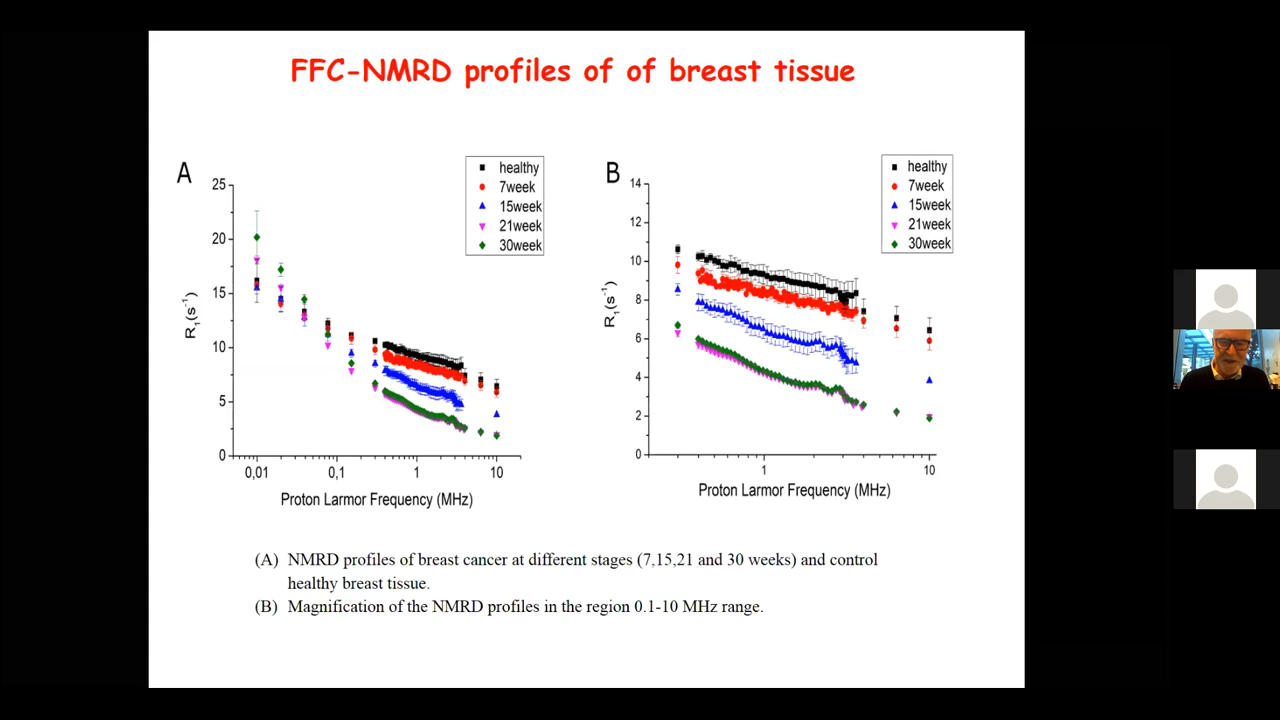 FFC-NMRD profiles of of breast tissue
A
healthy
7week
15week
21week
30week
25
20
15
10
5
0
R1(s-1)
0,01
0,1
1
10
Proton Larmor Frequency (MHz)
B
healthy
7week
15week
21week
30week
14
12
10
8
6
4
2
0
R1(s-1)
1
10
Proton Larmor Frequency (MHz)
(A) NMRD profiles of breast cancer at different stages (7,15,21 and 30 weeks) and control
healthy breast tissue.
(B) Magnification of the NMRD profiles in the region 0.1-10 MHz range.